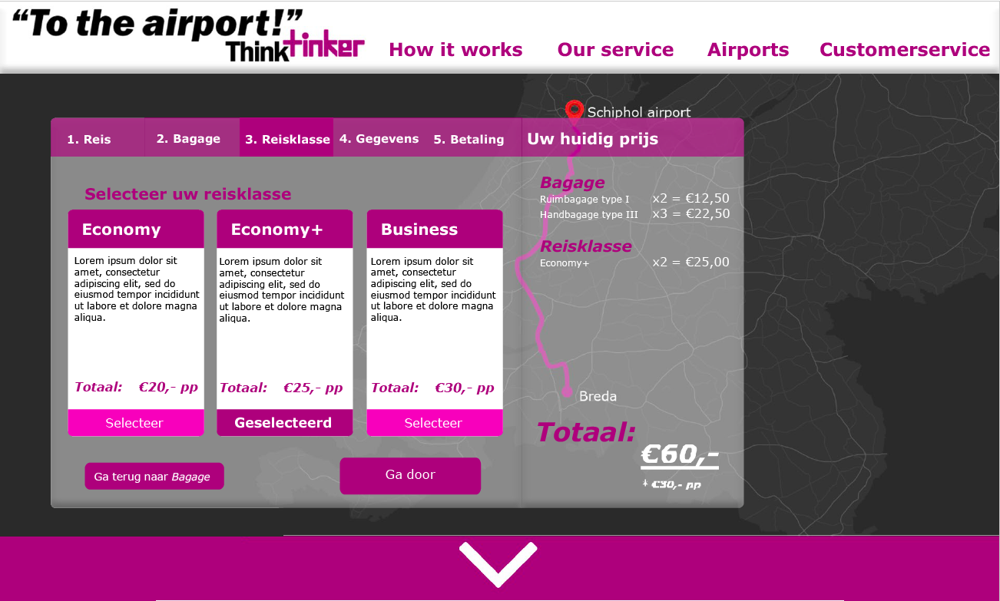 “To the airport!”
Thinktinker
How it works
Our service
Airports
Customerservice
Schiphol airport
1. Reis
2. Bagage
3. Reisklasse
4. Gegevens
5. Betaling
Uw huidig prijs
Selecteer uw reisklasse
Economy
Lorem ipsum dolor sit
amet, consectetur
adipiscing elit, sed do
eiusmod tempor incididunt
ut labore et dolore magna
aliqua.
Totaal: €20,- pp
Selecteer
Economy+
Lorem ipsum dolor sit
amet, consectetur
adipiscing elit, sed do
eiusmod tempor incididunt
ut labore et dolore magna
aliqua.
Totaal: €25,- pp
Geselecteerd
Business
Lorem ipsum dolor sit
amet, consectetur
adipiscing elit, sed do
eiusmod tempor incididunt
ut labore et dolore magna
aliqua.
Totaal: €30,- pp
Selecteer
Ga terug naar Bagage
Ga door
Bagage
Ruimbagage type I x2 = €12,50
Handbagage type III x3 = €22,50
Reisklasse
Economy+ x2 = €25,00
Breda
Totaal:
€60,-
+ €30,- pp